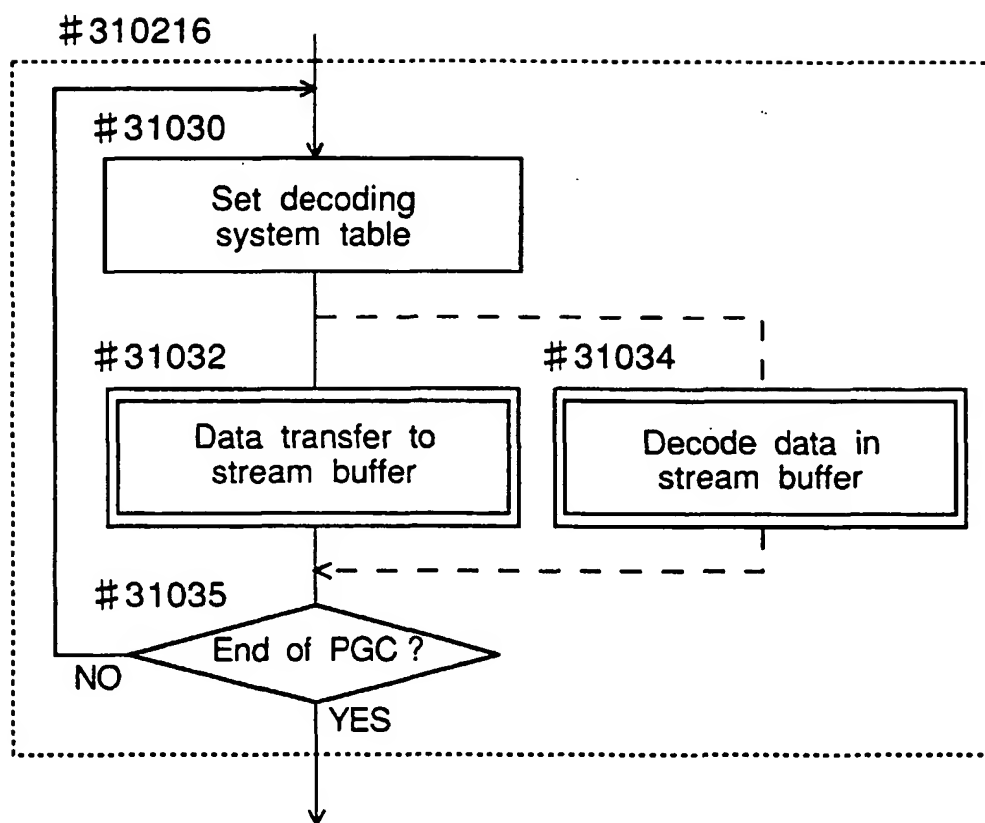 #310216
#31030
Set decoding
system table
#31032
#31034
Data transfer to
stream buffer
Decode data in
stream buffer
#31035
End of PGC ?
NO
YES